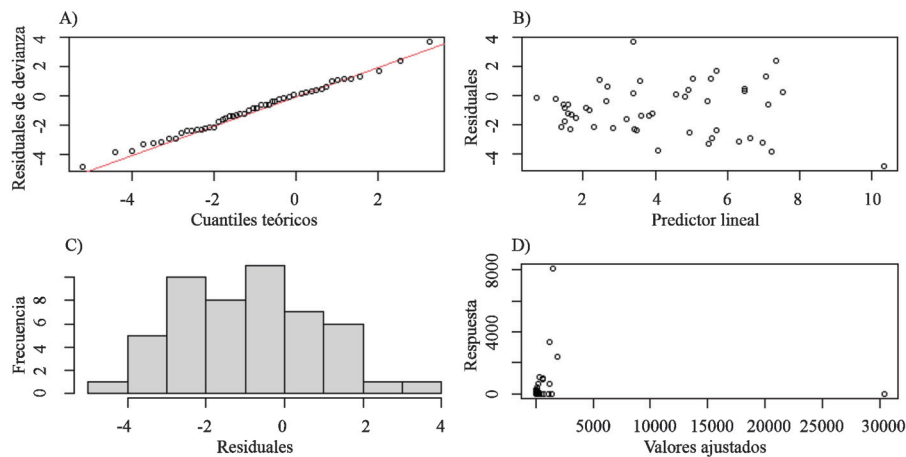 A)
Residuales de devianza
4
2
0
-2
-4
-4 -2 0 2
Cuantiles teóricos
B)
Residuales
4
2
0
-2
-4
2 4 6 8 10
Predictor lineal
C)
Frecuencia
8
6
4
2
0
-4 -2 0 2 4
Residuales
D)
Respuesta
8000
4000
0
5000 10000 15000 20000 25000 30000
Valores ajustados